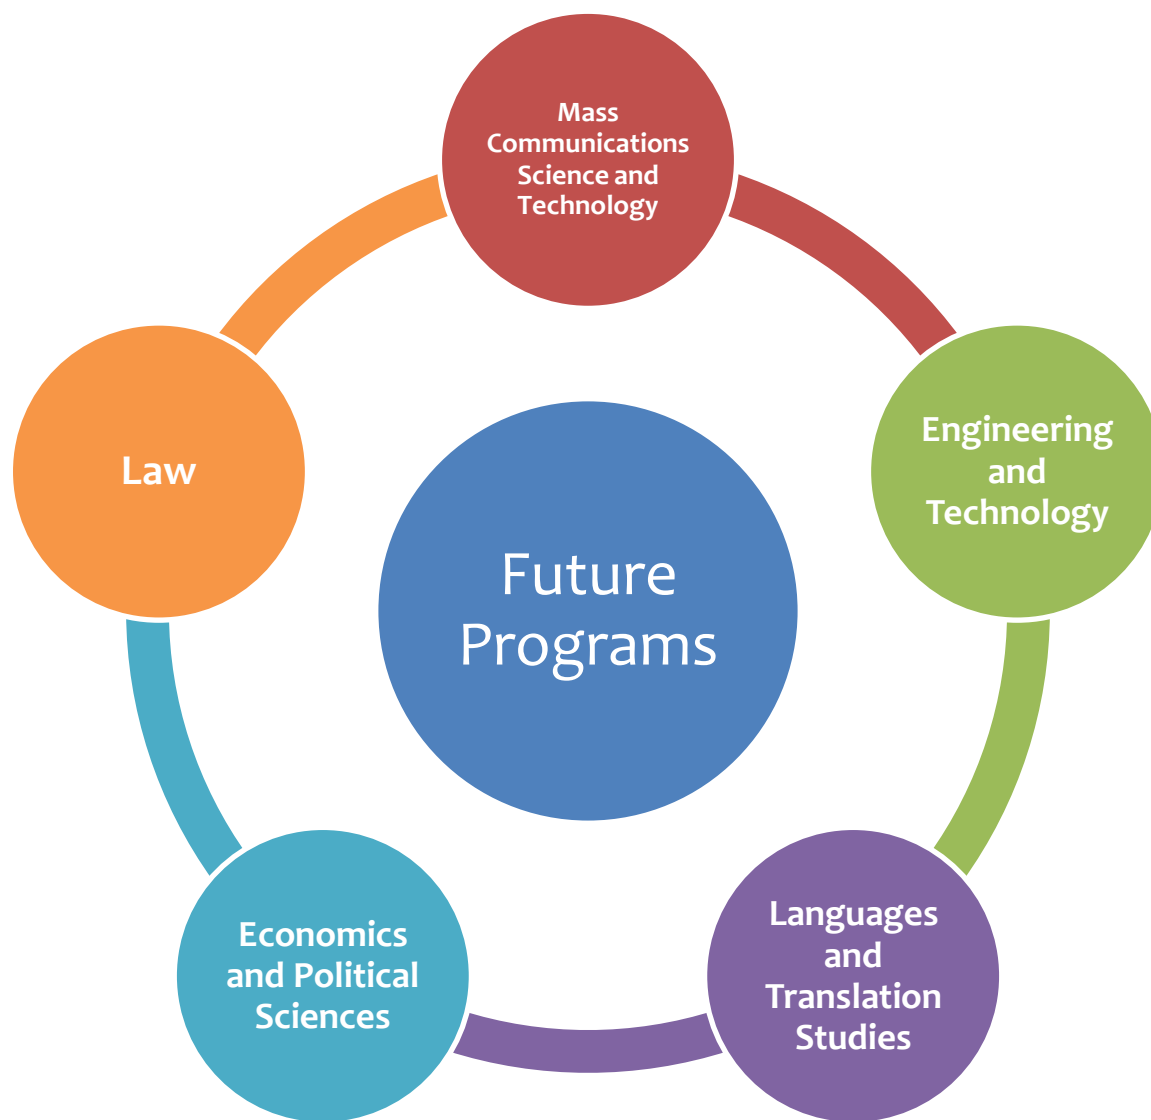 Mass
Communications
Science and
Technology
Engineering
and
Technology
Languages
and
Translation
Studies
Economics
and Political
Sciences
Law
Future
Programs